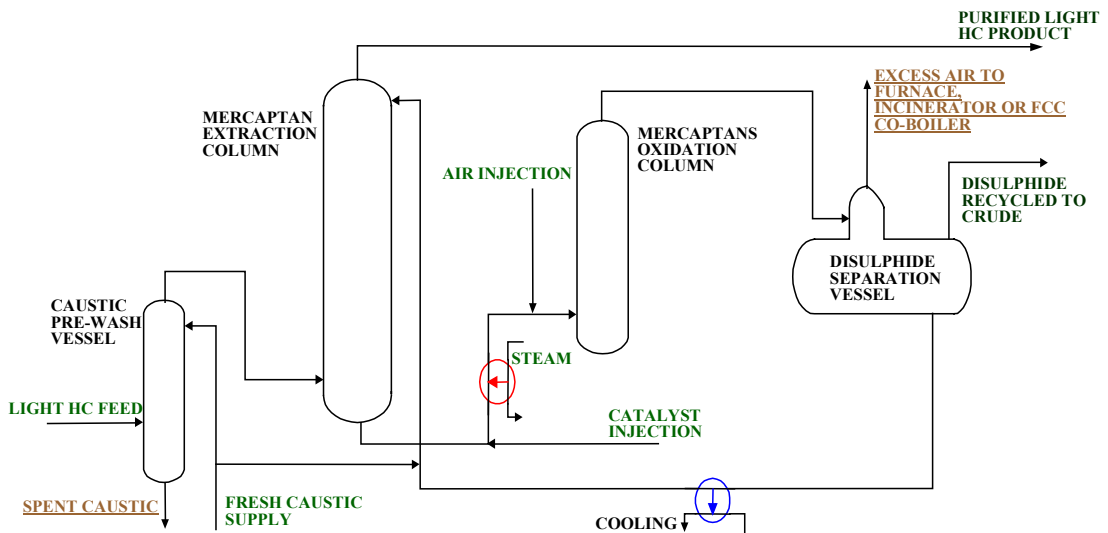 PURIFIED LIGHT
HC PRODUCT
EXCESS AIR TO
FURNACE,
INCINERATOR OR FCC
CO-BOILER
MERCAPTAN
EXTRACTION
COLUMN
MERCAPTANS
OXIDATION
COLUMN
AIR INJECTION
DISULPHIDE
RECYCLED TO
CRUDE
DISULPHIDE
SEPARATION
VESSEL
CAUSTIC
PRE-WASH
VESSEL
STEAM
LIGHT HC FEED
CATALYST
INJECTION
SPENT CAUSTIC
FRESH CAUSTIC
SUPPLY
COOLING